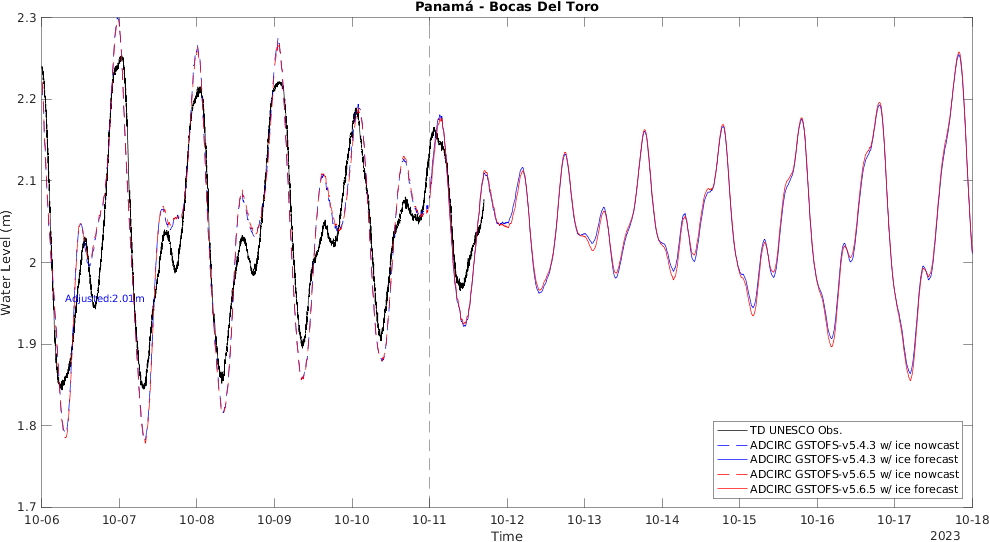 Panamá - Bocas Del Toro
2.3
2.2
2.1
2
1.9
1.8
1.7
Water Level (m)
Adjusted:2.01m
TD UNESCO Obs.
ADCIRC GSTOFS-v5.4.3 w/ ice nowcast
ADCIRC GSTOFS-v5.4.3 w/ ice forecast
ADCIRC GSTOFS-v5.6.5 w/ ice nowcast
ADCIRC GSTOFS-v5.6.5 w/ ice forecast
10-06 10-07 10-08 10-09 10-10 10-11 10-12 10-13 10-14 10-15 10-16 10-17 10-18
Time
2023